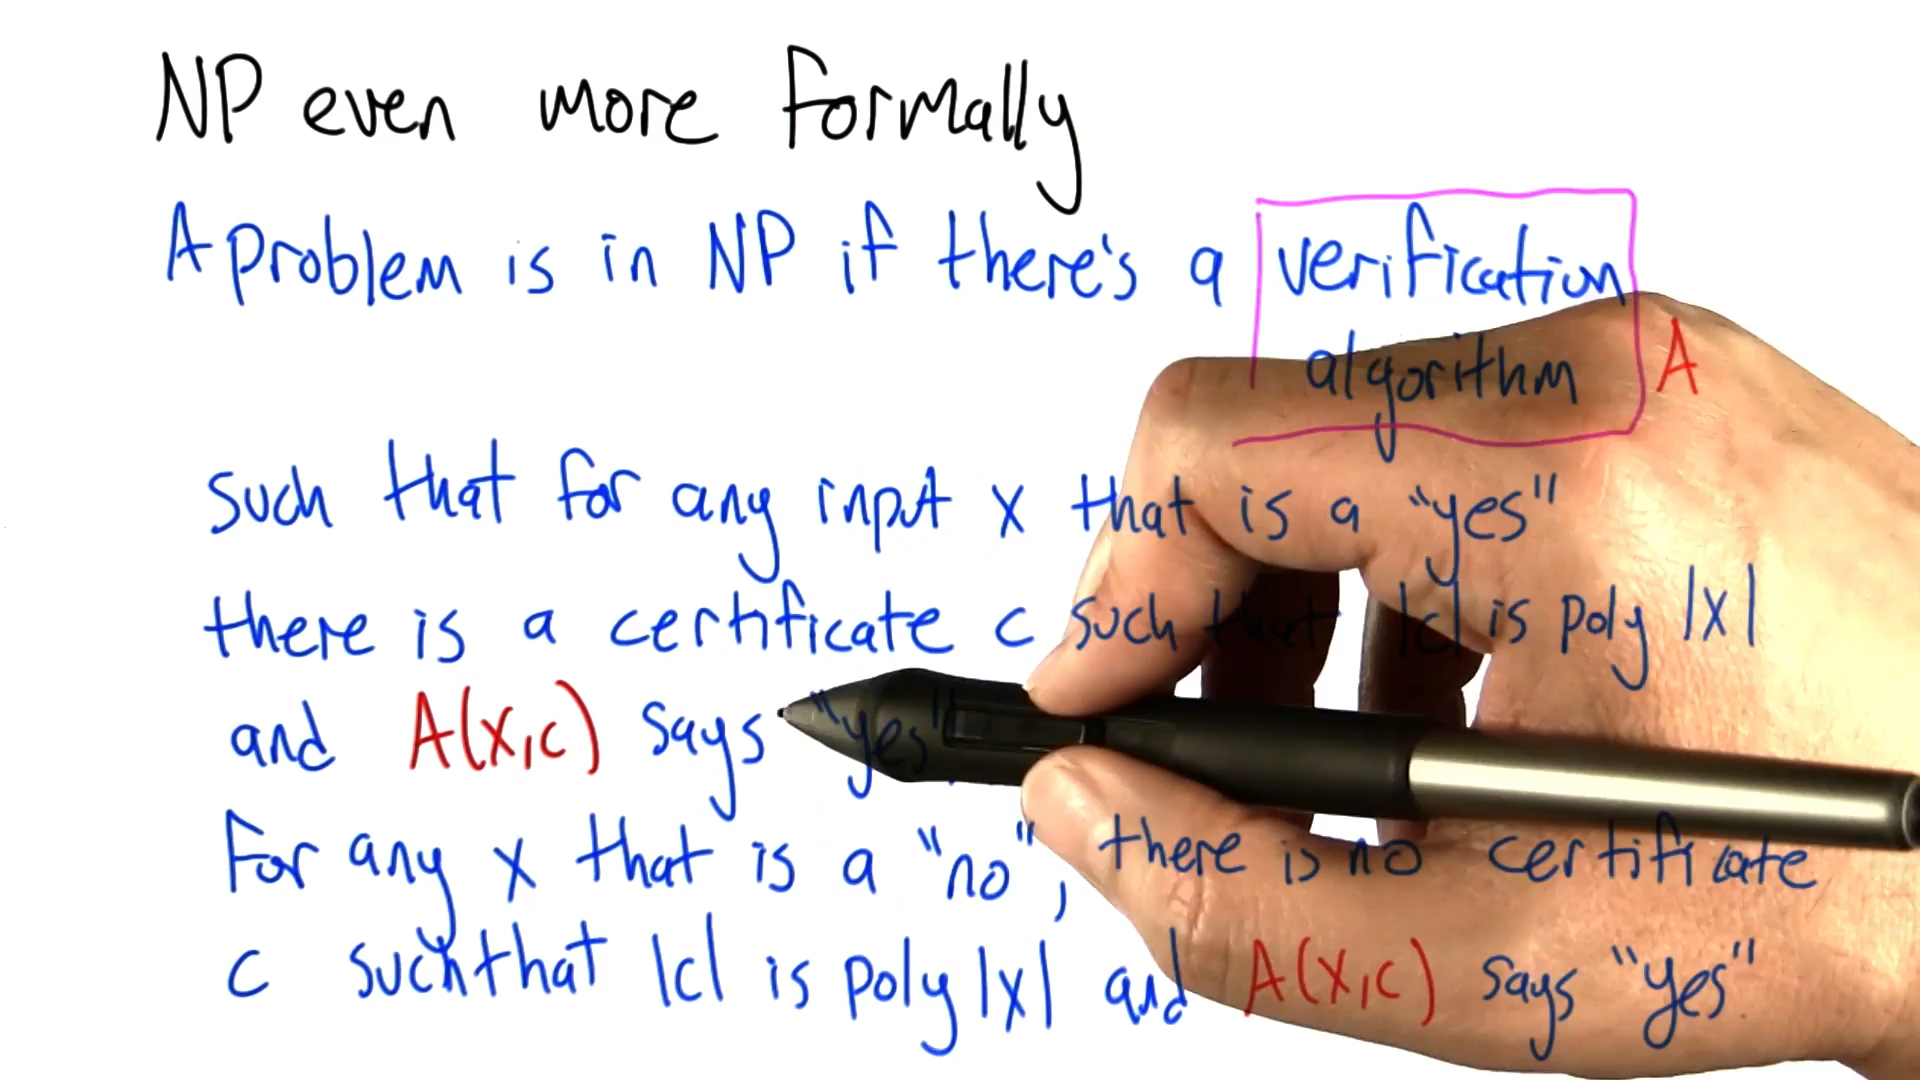 NP even more formally
A problem is in NP if there's a verification
algorithm A
such that for any input x that is a "yes"
there is a certificate c such that |c| is poly |x|
and A(x,c) says "yes".
For any x that is a "no", there is no certificate
c such that |c| is poly |x| and A(x,c) says "yes"